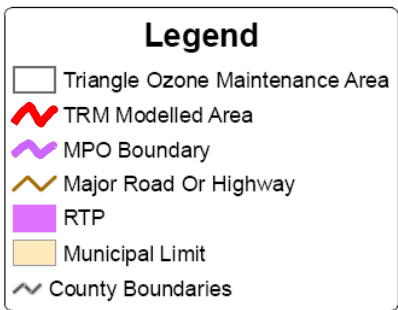 Legend
Triangle Ozone Maintenance Area
TRM Modelled Area
MPO Boundary
Major Road Or Highway
RTP
Municipal Limit
County Boundaries